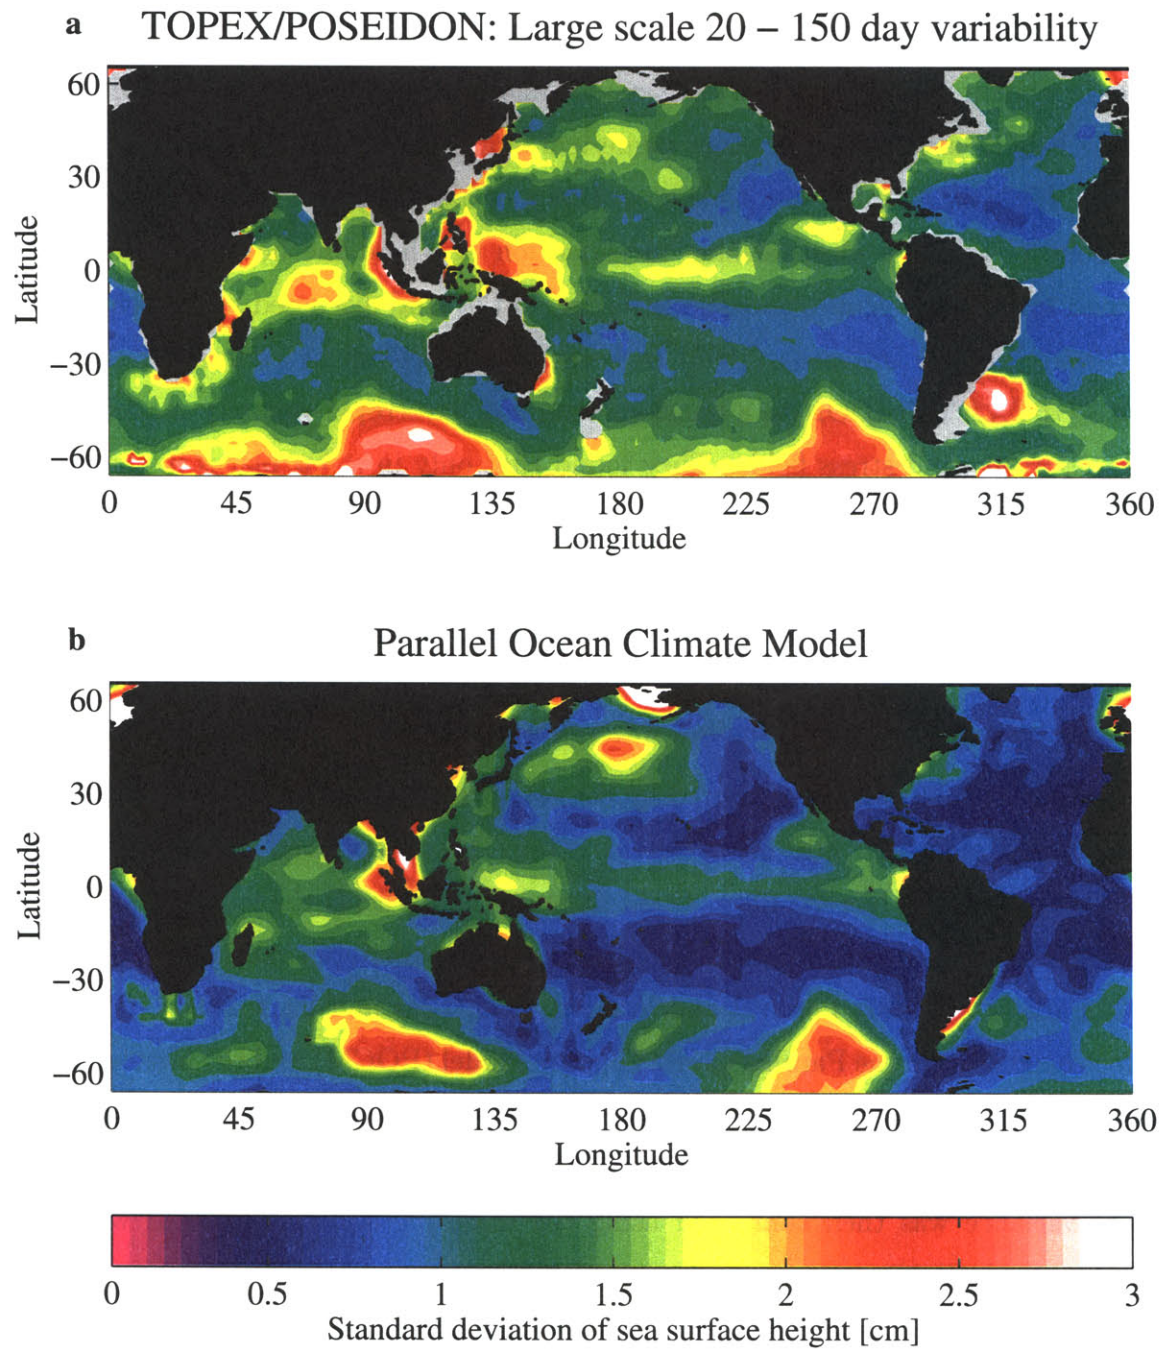 a TOPEX/POSEIDON: Large scale 20 – 150 day variability
60
30
0
−30
−60
Latitude
0 45 90 135 180 225 270 315 360
Longitude
b Parallel Ocean Climate Model
60
30
0
−30
−60
Latitude
0 45 90 135 180 225 270 315 360
Longitude
0 0.5 1 1.5 2 2.5 3
Standard deviation of sea surface height [cm]